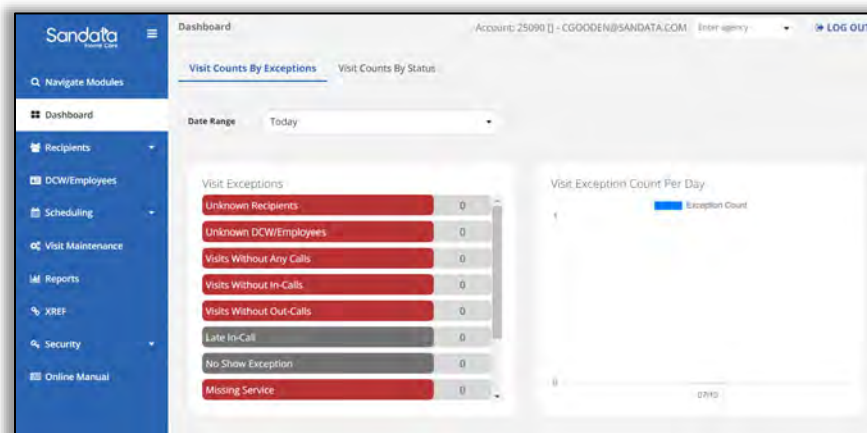 Sandata
Dashboard
Account: 25090 [] - CGOODEN@SANDATA.COM
Enter agency
LOG OUT
Visit Counts By Exceptions
Visit Counts By Status
Navigate Modules
Dashboard
Date Range
Today
Recipients
DCW/Employees
Scheduling
Visit Maintenance
Reports
XREF
Security
Online Manual
Visit Exceptions
Unknown Recipients 0
Unknown DCW/Employees 0
Visits Without Any Calls 0
Visits Without In-Calls 0
Visits Without Out-Calls 0
Late In-Call 0
No Show Exception 0
Missing Service 0
Visit Exception Count Per Day
Exception Count
1
0
07/10